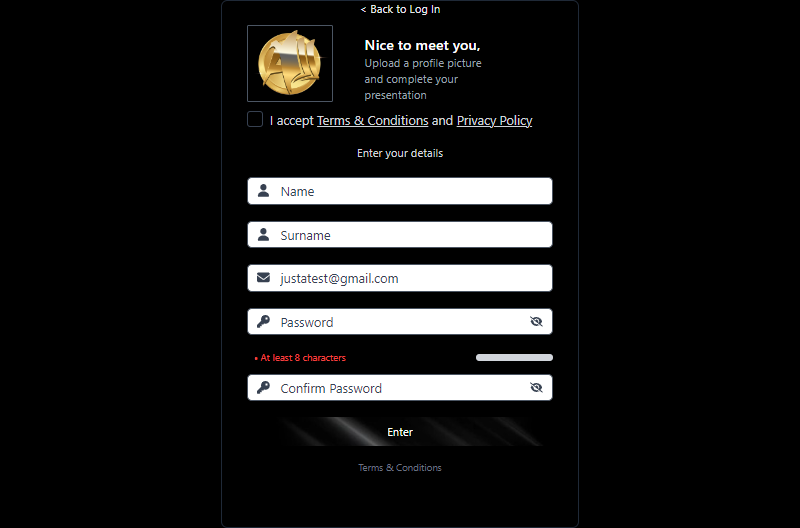 < Back to Log In
Nice to meet you,
Upload a profile picture
and complete your
presentation
I accept Terms & Conditions and Privacy Policy
Enter your details
Name
Surname
justatest@gmail.com
Password
• At least 8 characters
Confirm Password
Enter
Terms & Conditions